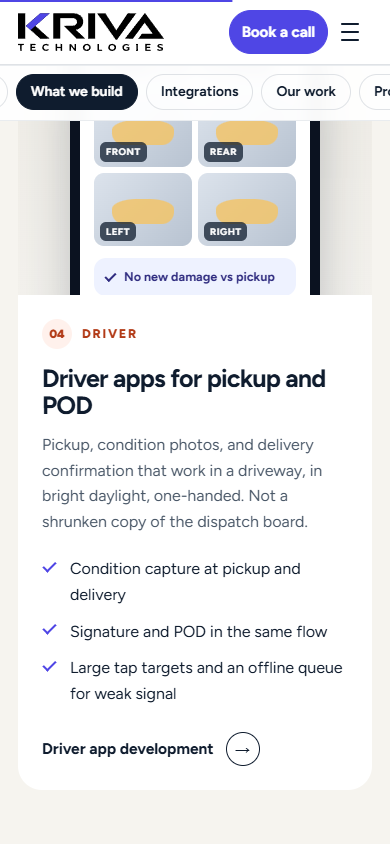 KRIVA
TECHNOLOGIES
Book a call
What we build
Integrations
Our work
FRONT
REAR
LEFT
RIGHT
No new damage vs pickup
04 DRIVER
Driver apps for pickup and
POD
Pickup, condition photos, and delivery
confirmation that work in a driveway, in
bright daylight, one-handed. Not a
shrunken copy of the dispatch board.
Condition capture at pickup and
delivery
Signature and POD in the same flow
Large tap targets and an offline queue
for weak signal
Driver app development →